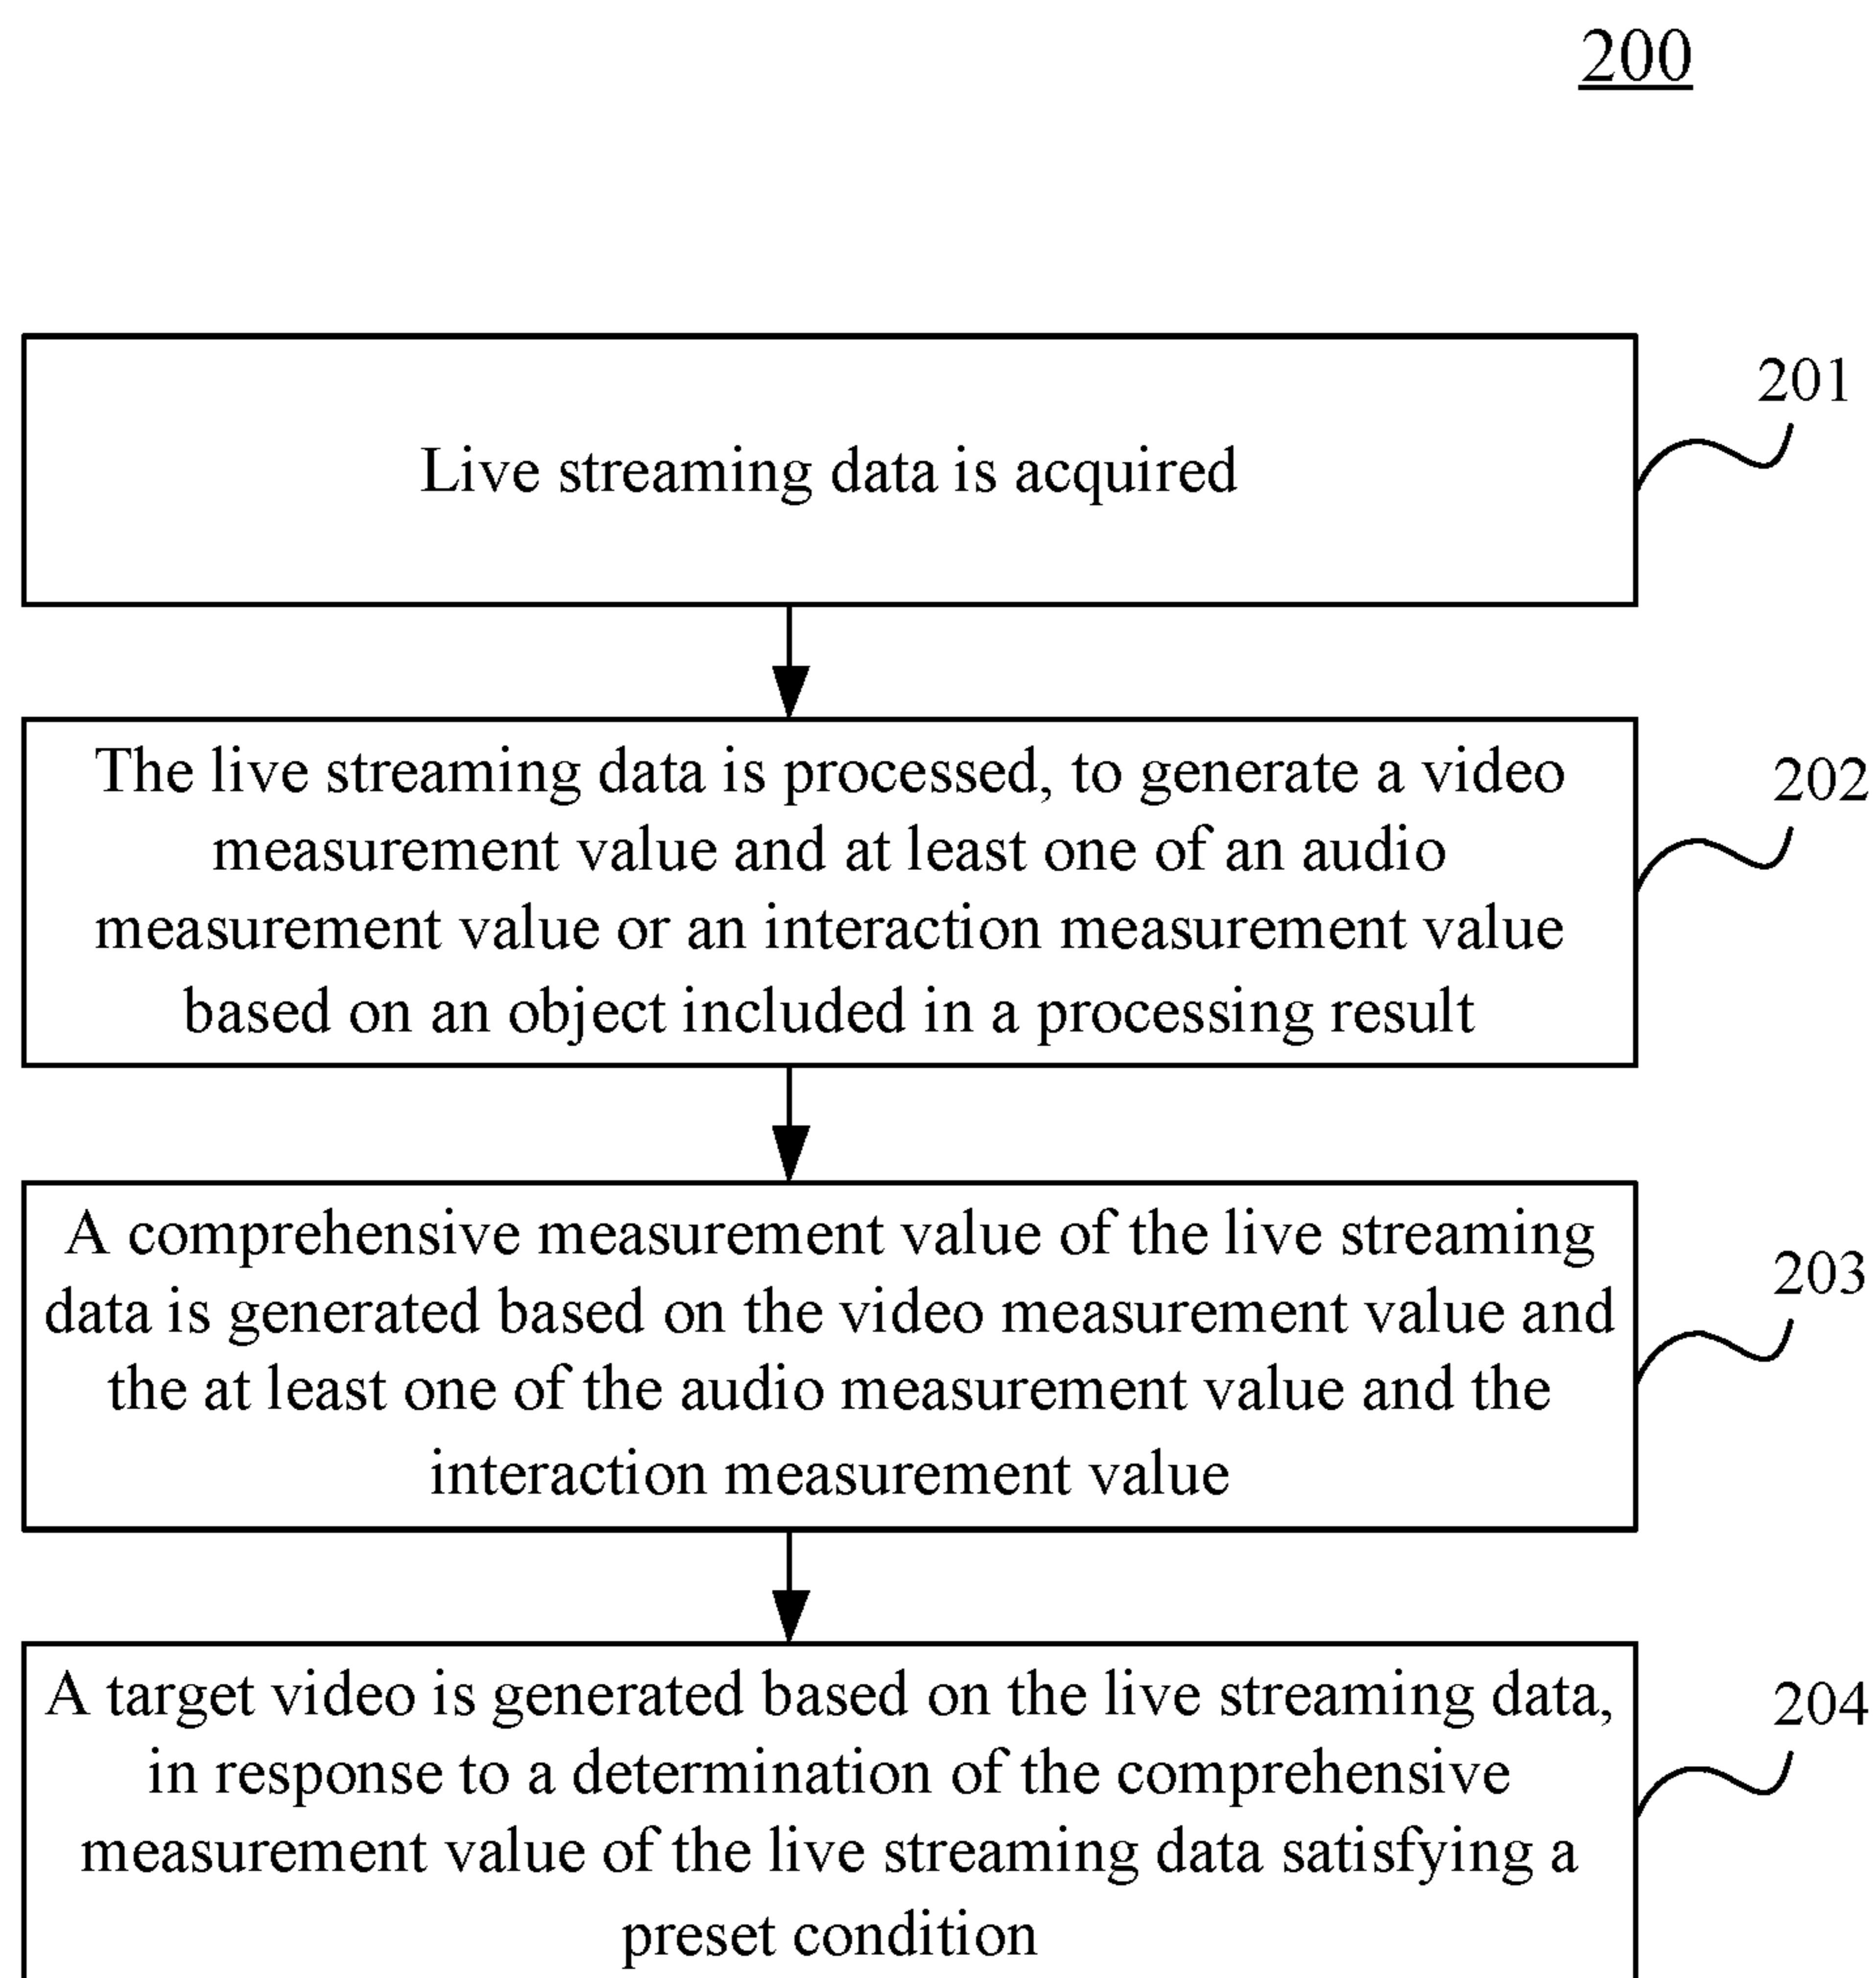 200
Live streaming data is acquired
201
The live streaming data is processed, to generate a video
measurement value and at least one of an audio
measurement value or an interaction measurement value
based on an object included in a processing result
202
A comprehensive measurement value of the live streaming
data is generated based on the video measurement value and
the at least one of the audio measurement value and the
interaction measurement value
203
A target video is generated based on the live streaming data,
in response to a determination of the comprehensive
measurement value of the live streaming data satisfying a
preset condition
204